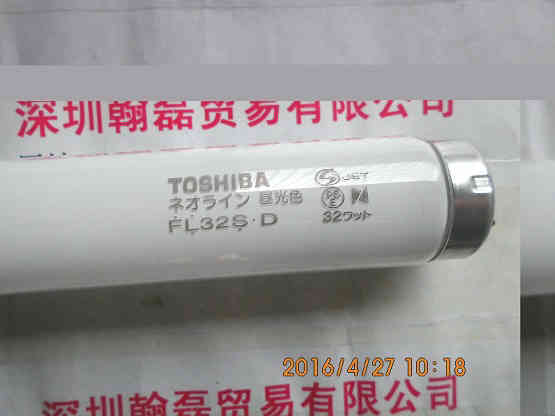 深圳翰磊贸易有限公司
TOSHIBA
ネオライン 昼光色
FL32S·D
S JET
PS E
32ワット
2016/4/27 10:18
深圳翰磊贸易有限公司